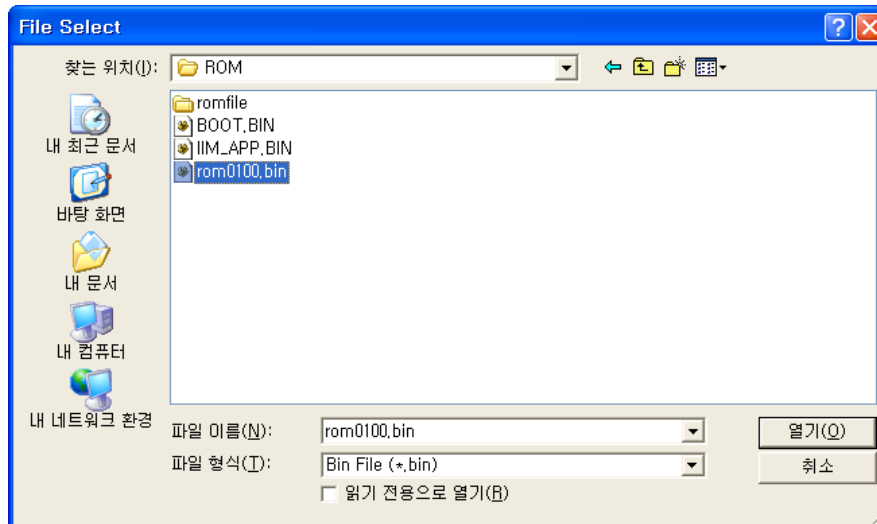 File Select
찾는 위치(I):
ROM
romfile
BOOT.BIN
IIM_APP.BIN
rom0100.bin
내 최근 문서
바탕 화면
내 문서
내 컴퓨터
내 네트워크 환경
파일 이름(N):
rom0100.bin
열기(O)
파일 형식(T):
Bin File (*.bin)
취소
읽기 전용으로 열기(R)